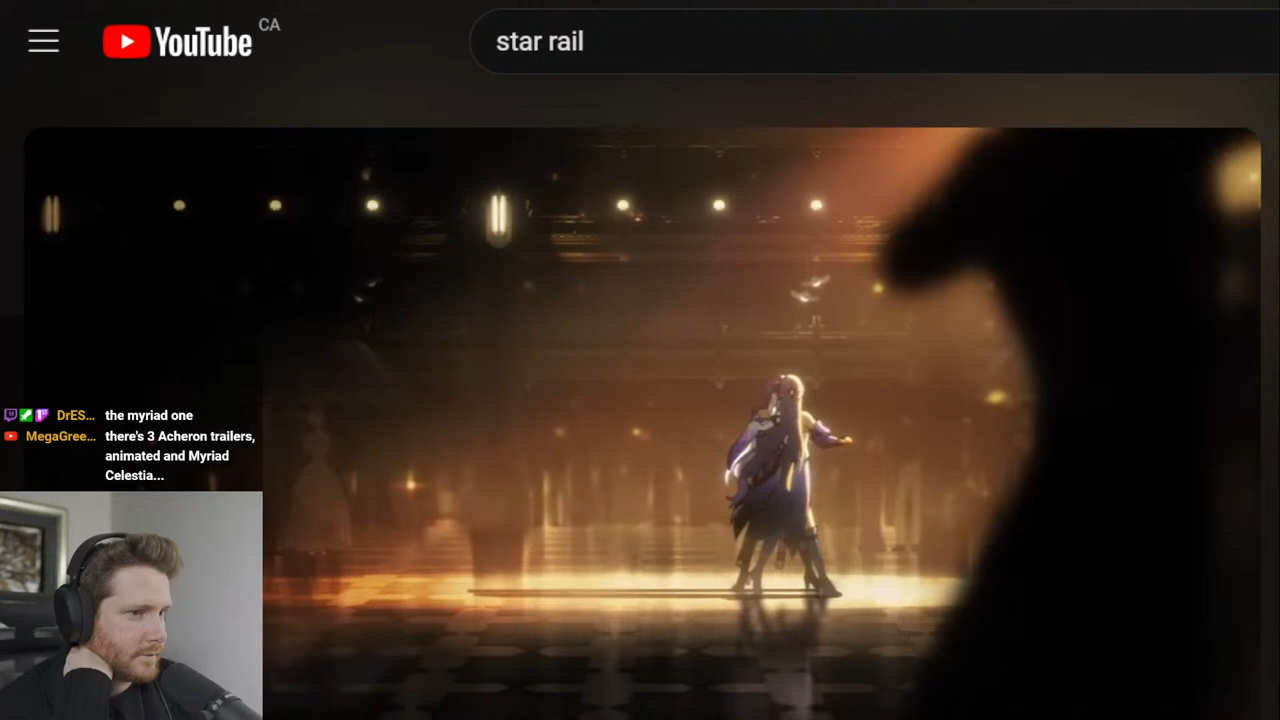 YouTube CA
star rail
DrES... the myriad one
MegaGree... there's 3 Acheron trailers,
animated and Myriad
Celestia...